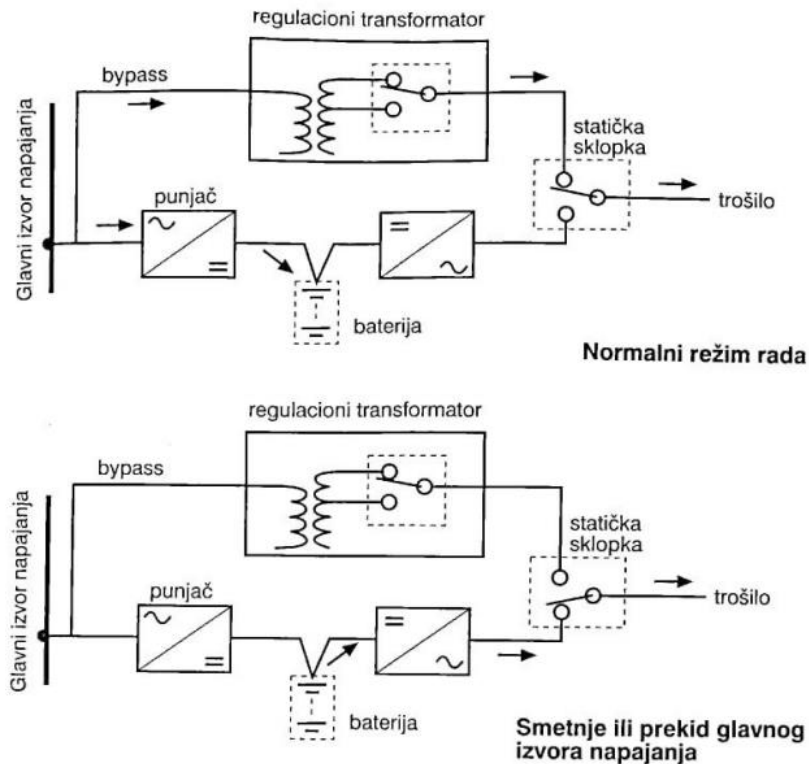 regulacioni transformator
bypass
Glavni izvor napajanja
statička
sklopka
punjač
trošilo
baterija
Normalni režim rada
regulacioni transformator
bypass
Glavni izvor napajanja
statička
sklopka
punjač
trošilo
baterija
Smetnje ili prekid glavnog
izvora napajanja